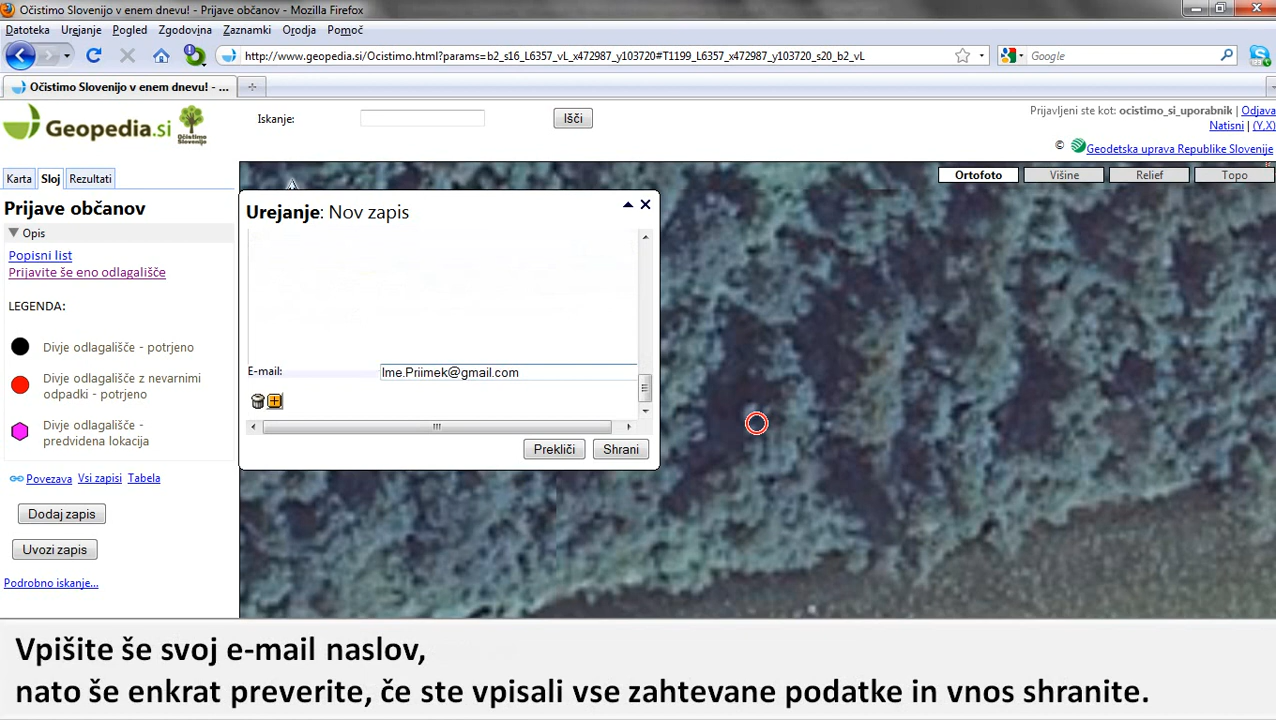 Očistimo Slovenijo v enem dnevu! - Prijave občanov - Mozilla Firefox
Datoteka Urejanje Pogled Zgodovina Zaznamki Orodja Pomoč
http://www.geopedia.si/Ocistimo.html?params=b2_s16_L6357_vL_x472987_y103720#T1199_L6357_x472987_y103720_s20_b2_vL
Google
Očistimo Slovenijo v enem dnevu! - ...
Geopedia.si
Očistimo Slovenijo
Iskanje:
Išči
Prijavljeni ste kot: ocistimo_si_uporabnik | Odjava
Natisni | (Y,X)
© Geodetska uprava Republike Slovenije
Karta Sloj Rezultati
Ortofoto Višine Relief Topo
Prijave občanov
Opis
Popisni list
Prijavite še eno odlagališče
LEGENDA:
Divje odlagališče - potrjeno
Divje odlagališče z nevarnimi
odpadki - potrjeno
Divje odlagališče -
predvidena lokacija
Povezava Vsi zapisi Tabela
Dodaj zapis
Uvozi zapis
Podrobno iskanje...
Urejanje: Nov zapis
E-mail: Ime.Priimek@gmail.com
Prekliči Shrani
Vpišite še svoj e-mail naslov,
nato še enkrat preverite, če ste vpisali vse zahtevane podatke in vnos shranite.